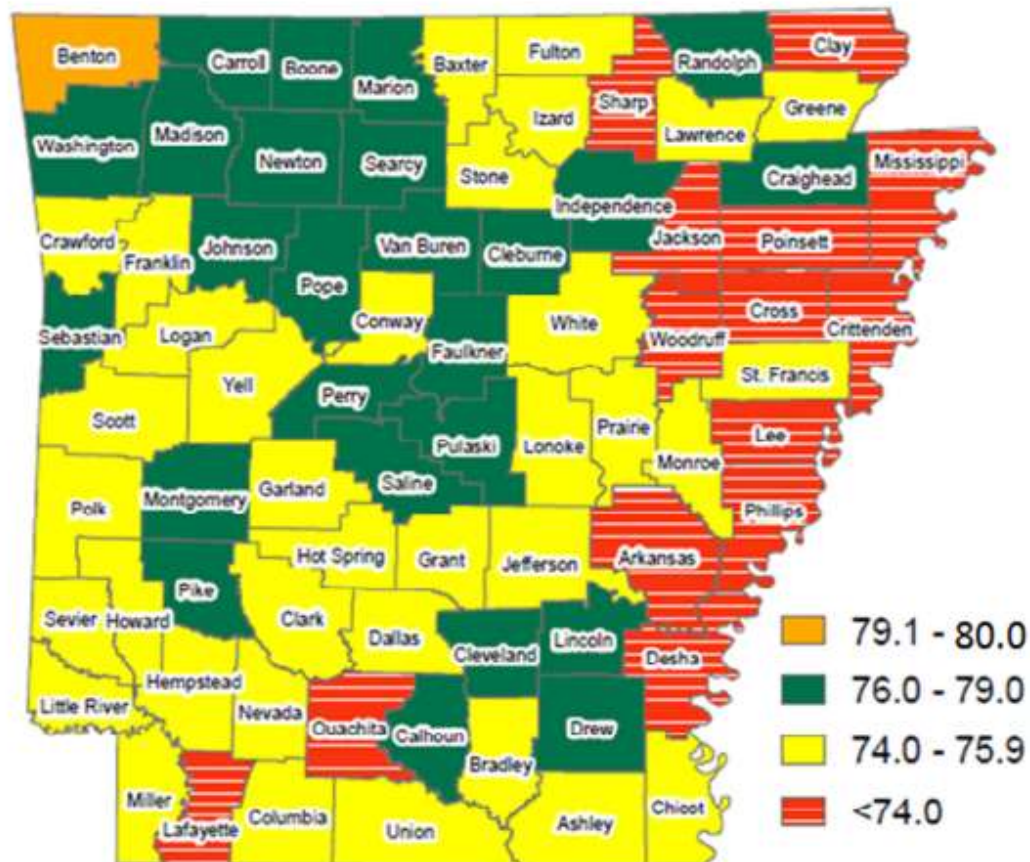 Benton
Carroll
Boone
Marion
Baxter
Fulton
Randolph
Clay
Sharp
Izard
Lawrence
Greene
Washington
Madison
Newton
Searcy
Stone
Independence
Craighead
Mississippi
Crawford
Franklin
Johnson
Van Buren
Cleburne
Jackson
Poinsett
Pope
Conway
White
Cross
Crittenden
Woodruff
Sebastian
Logan
Faulkner
St. Francis
Yell
Perry
Scott
Pulaski
Lonoke
Prairie
Lee
Monroe
Saline
Garland
Montgomery
Polk
Phillips
Hot Spring
Grant
Jefferson
Arkansas
Pike
Sevier
Howard
Clark
Dallas
Cleveland
Lincoln
Desha
Hempstead
Little River
Nevada
Ouachita
Calhoun
Drew
Bradley
Chicot
Miller
Lafayette
Columbia
Union
Ashley
79.1 - 80.0
76.0 - 79.0
74.0 - 75.9
<74.0